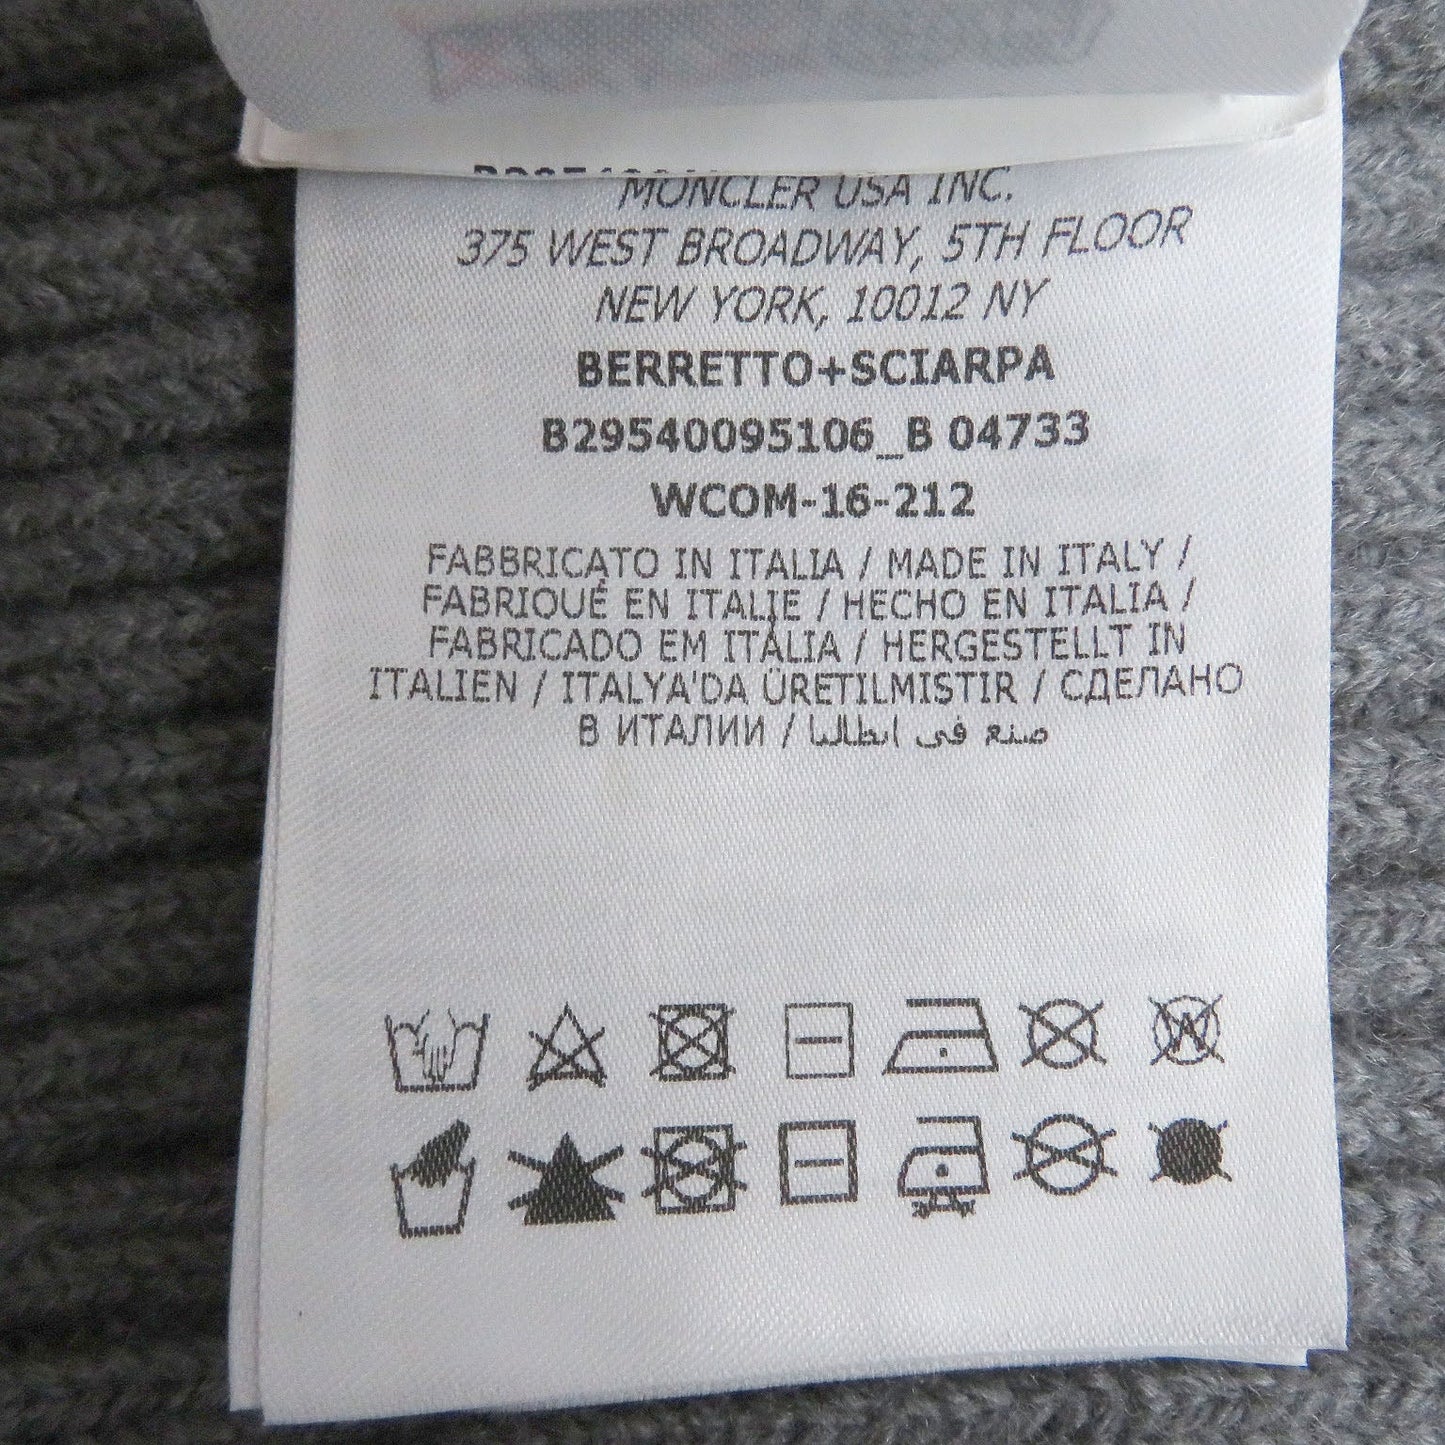 MONCLER USA INC.
375 WEST BROADWAY, 5TH FLOOR
NEW YORK, 10012 NY
BERRETTO+SCIARPA
B29540095106_B 04733
WCOM-16-212
FABBRICATO IN ITALIA / MADE IN ITALY /
FABRIQUÉ EN ITALIE / HECHO EN ITALIA /
FABRICADO EM ITÁLIA / HERGESTELLT IN
ITALIEN / ITALYA'DA ÜRETILMISTIR / СДЕЛАНО
В ИТАЛИИ / صنع في ايطاليا
W